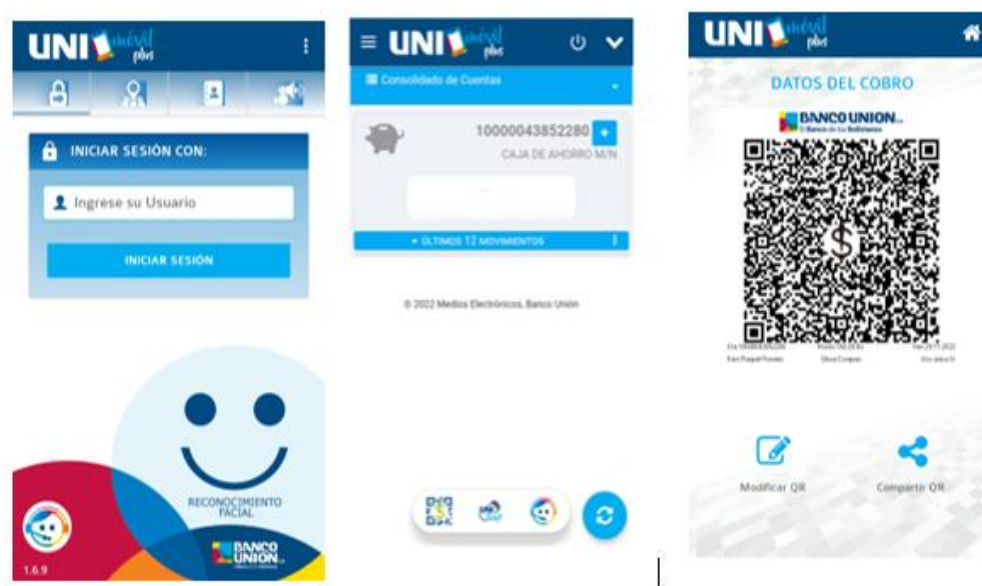 UNI móvil plus
INICIAR SESIÓN CON:
Ingrese su Usuario
INICIAR SESIÓN
RECONOCIMIENTO
FACIAL
BANCO
UNION
1.6.9
UNI móvil plus
Consolidado de Cuentas
10000043852280 +
CAJA DE AHORRO M/N
ÚLTIMOS 12 MOVIMIENTOS
© 2022 Medios Electrónicos, Banco Unión
UNI móvil plus
DATOS DEL COBRO
BANCO UNION
El Banco de los Bolivianos
$
Modificar QR
Compartir QR